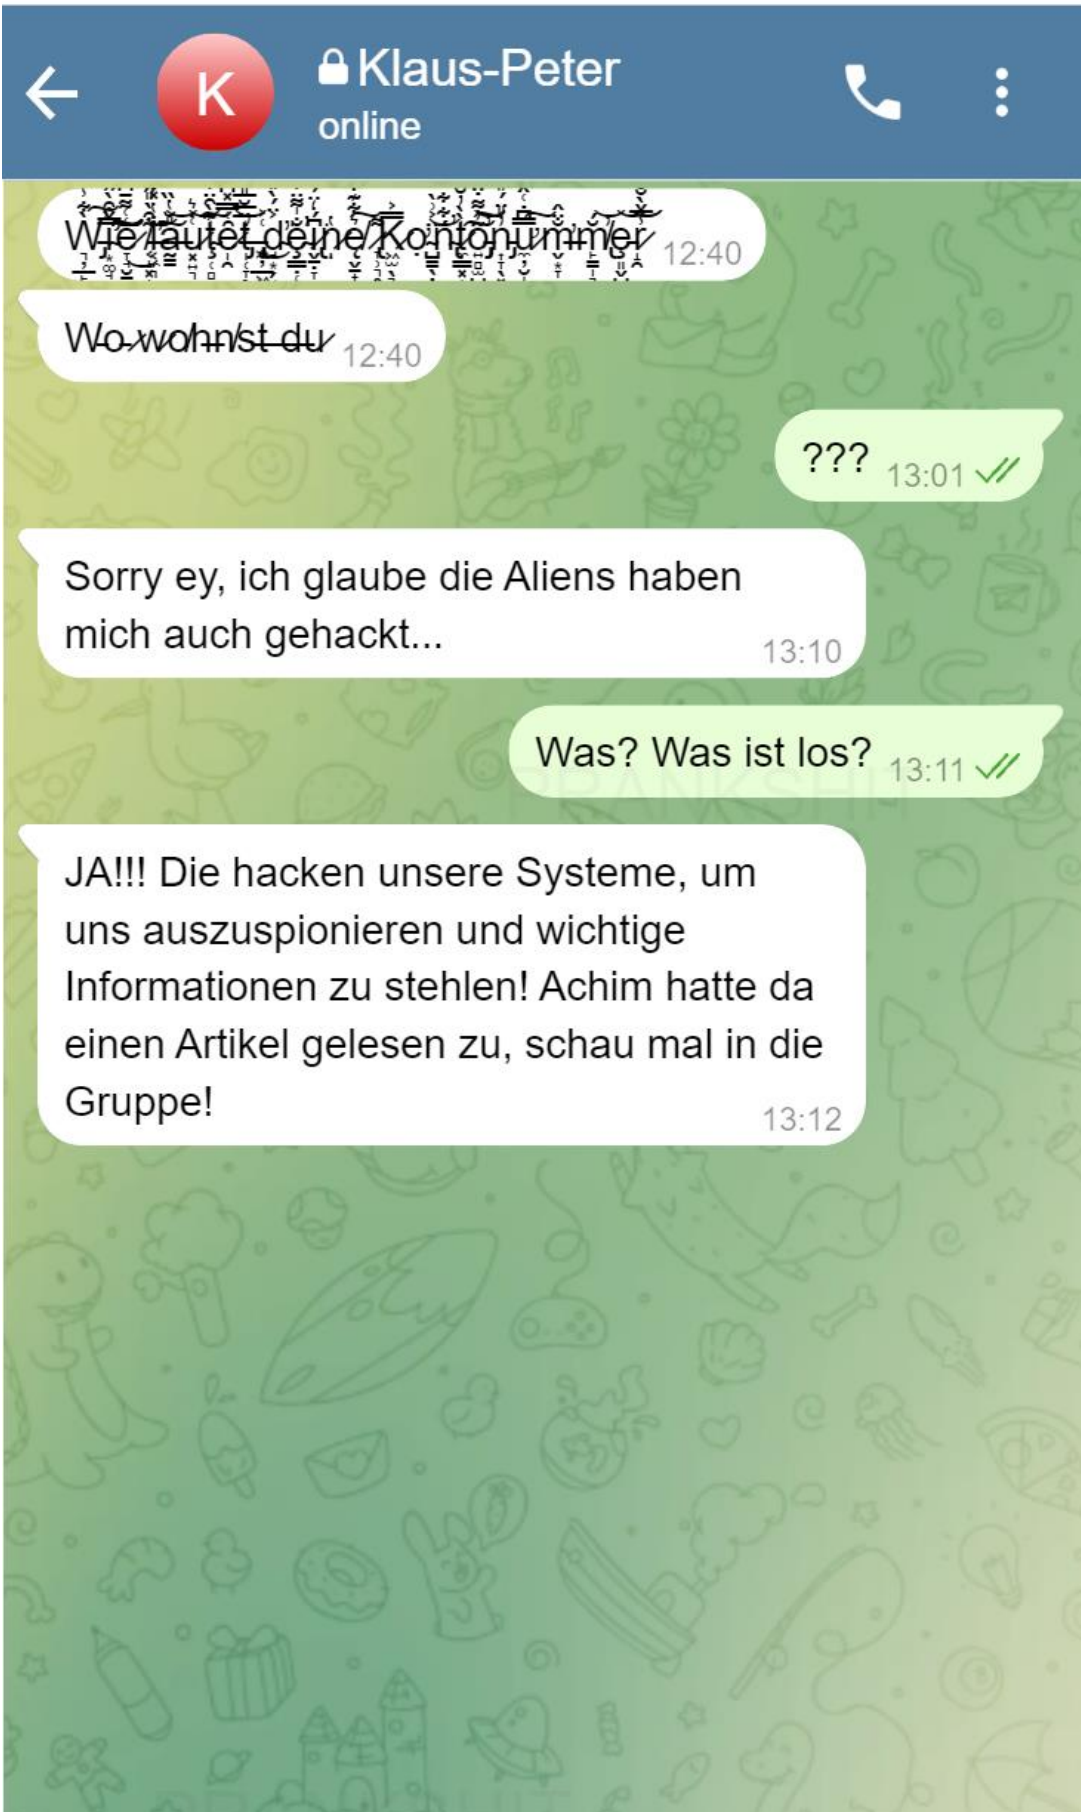 K
Klaus-Peter
online
Wie lautet deine Kontonummer 12:40
Wo wohnst du 12:40
??? 13:01
Sorry ey, ich glaube die Aliens haben
mich auch gehackt...
13:10
Was? Was ist los? 13:11
PRANKSHIT
JA!!! Die hacken unsere Systeme, um
uns auszuspionieren und wichtige
Informationen zu stehlen! Achim hatte da
einen Artikel gelesen zu, schau mal in die
Gruppe!
13:12